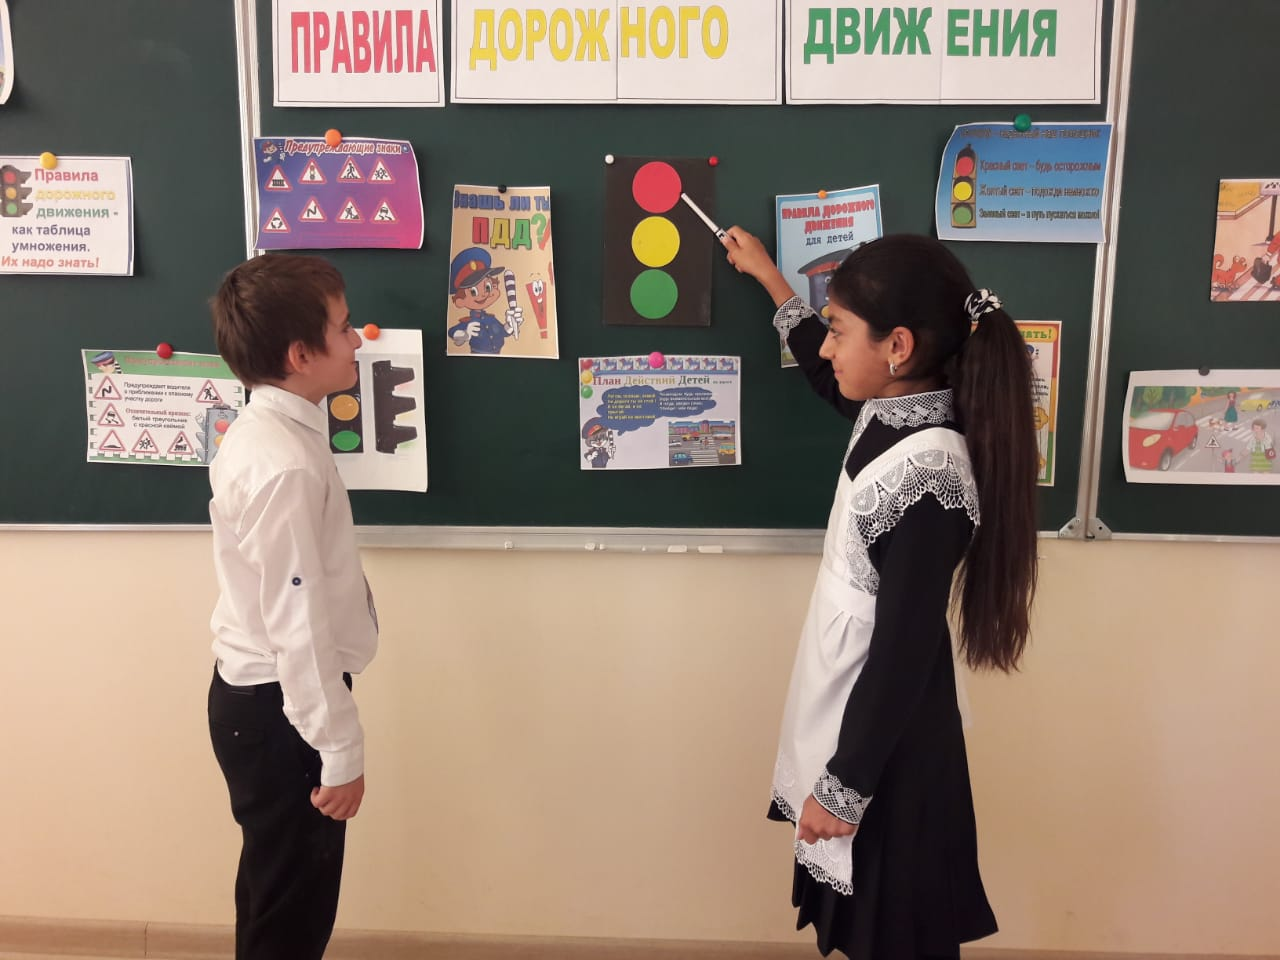 ПРАВИЛА ДОРОЖНОГО ДВИЖЕНИЯ
Правила
дорожного
движения -
как таблица
умножения.
Их надо знать!
Предупреждающие знаки
Знаешь ли ты
ПДД?
ПРАВИЛА ДОРОЖНОГО
ДВИЖЕНИЯ
для детей
Красный свет – будь осторожным
Жёлтый свет – подожди немножко
Зелёный свет – в путь пускаться можно!
Предупреждает водителя
о приближении к опасному
участку дороги
Отличительный признак:
белый треугольник
с красной каймой
План Действий Детей